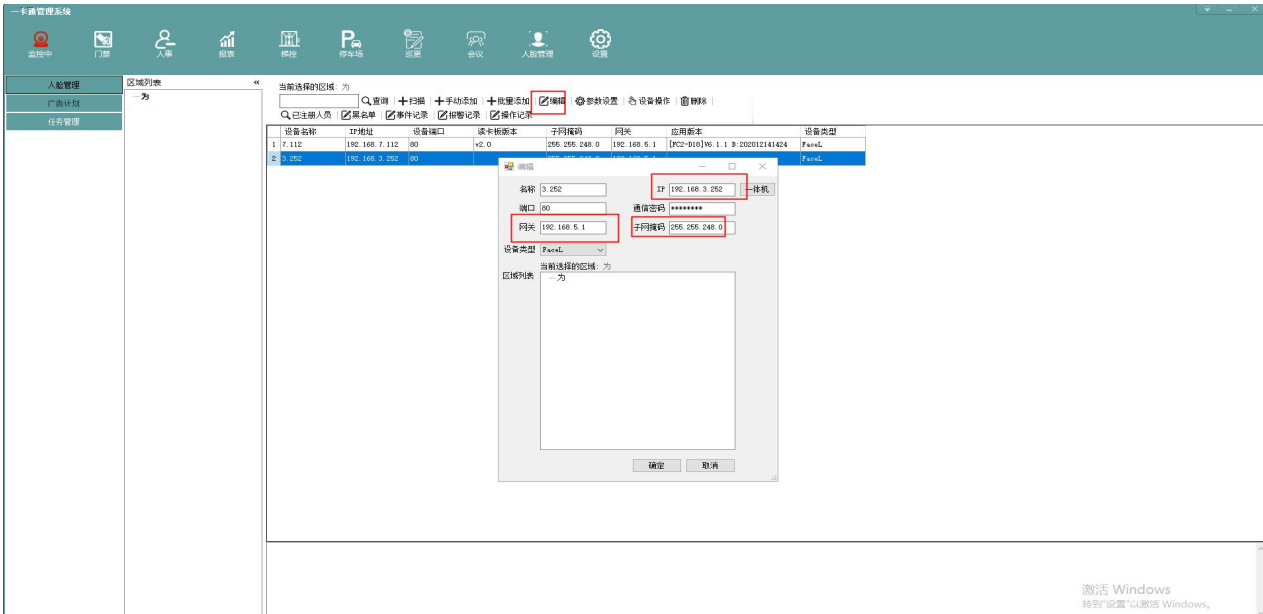 一卡通管理系统
监控中 门禁 人事 报表 梯控 停车场 巡更 会议 人脸管理 设置
人脸管理
广告计划
任务管理
区域列表 «
为
当前选择的区域: 为
查询 扫描 手动添加 批量添加 编辑 参数设置 设备操作 删除
已注册人员 黑名单 事件记录 报警记录 操作记录
设备名称 IP地址 设备端口 读卡板版本 子网掩码 网关 应用版本 设备类型
1 7.112 192.168.7.112 80 v2.0 255.255.248.0 192.168.5.1 [FC2-D18]V6.1.1 B:202012141424 FaceL
2 3.252 192.168.3.252 80 FaceL
编辑
名称 3.252 IP 192.168.3.252 一体机
端口 80 通信密码 ********
网关 192.168.5.1 子网掩码 255.255.248.0
设备类型 FaceL
当前选择的区域: 为
区域列表 为
确定 取消
激活 Windows
转到"设置"以激活 Windows。